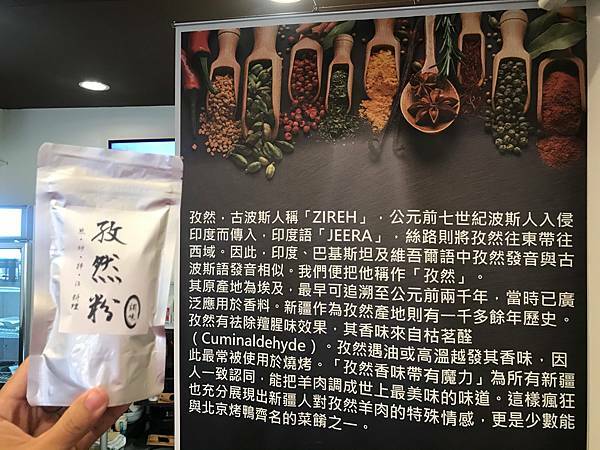 孜然粉
調味
孜然，古波斯人稱「ZIREH」，公元前七世紀波斯人入侵
印度而傳入，印度語「JEERA」，絲路則將孜然往東帶往
西域。因此，印度、巴基斯坦及維吾爾語中孜然發音與古
波斯語發音相似。我們便把他稱作「孜然」。
其原產地為埃及，最早可追溯至公元前兩千年，當時已廣
泛應用於香料。新疆作為孜然產地則有一千多餘年歷史。
孜然有祛除羶腥味效果，其香味來自枯茗醛
（Cuminaldehyde）。孜然遇油或高溫越發其香味，因
此最常被使用於燒烤。「孜然香味帶有魔力」為所有新疆
人一致認同，能把羊肉調成世上最美味的味道。這樣瘋狂
也充分展現出新疆人對孜然羊肉的特殊情感，更是少數能
與北京烤鴨齊名的菜餚之一。